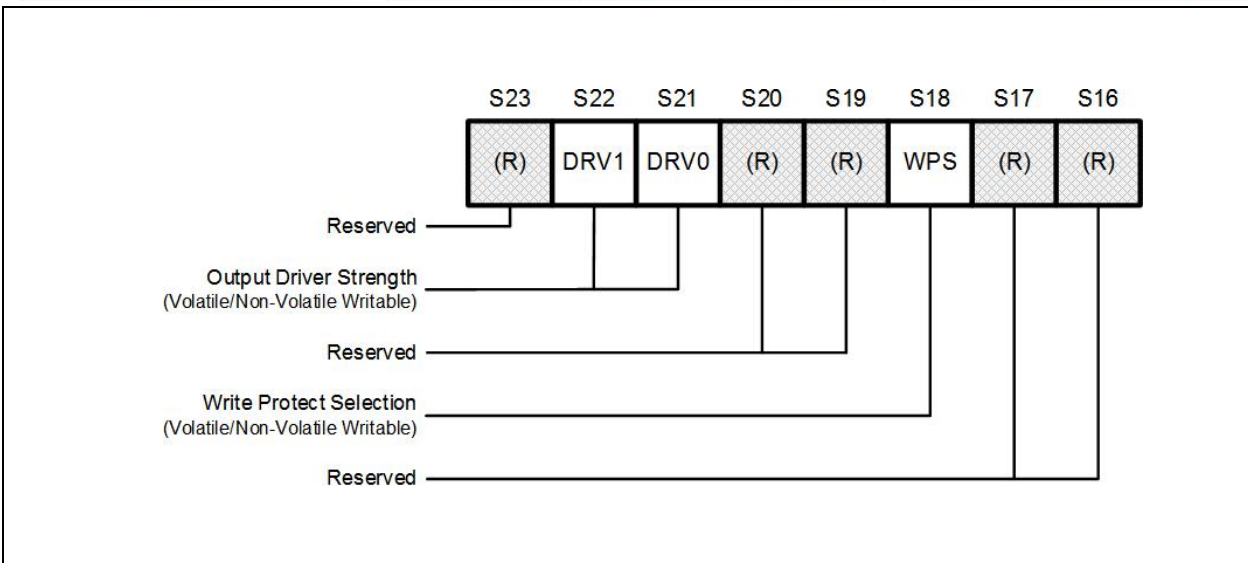 S23 S22 S21 S20 S19 S18 S17 S16
(R) DRV1 DRV0 (R) (R) WPS (R) (R)
Reserved
Output Driver Strength
(Volatile/Non-Volatile Writable)
Reserved
Write Protect Selection
(Volatile/Non-Volatile Writable)
Reserved